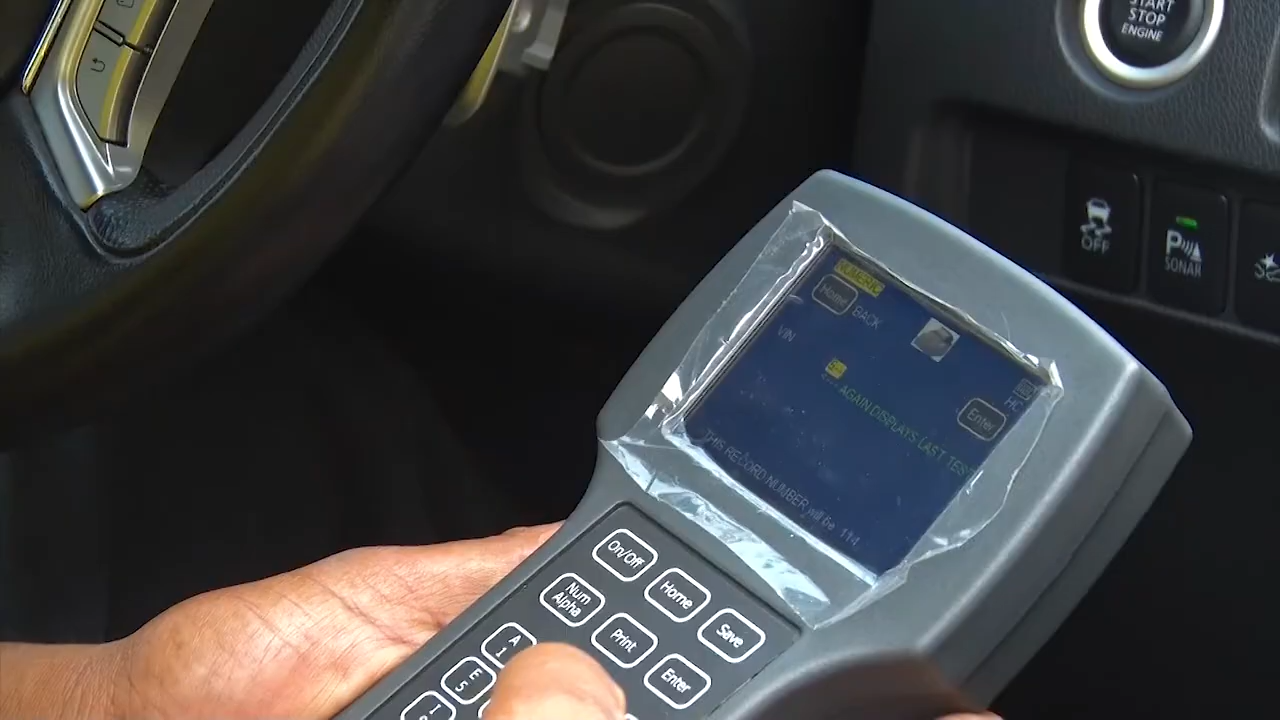 START
STOP
ENGINE
OFF
P
SONAR
NUMERIC
Home
BACK
VIN
Enter
AGAIN DISPLAYS LAST TEST
THIS RECORD NUMBER will be 114
On/Off
Home
Save
Num
Alpha
Print
Enter
A
1
E
5
I